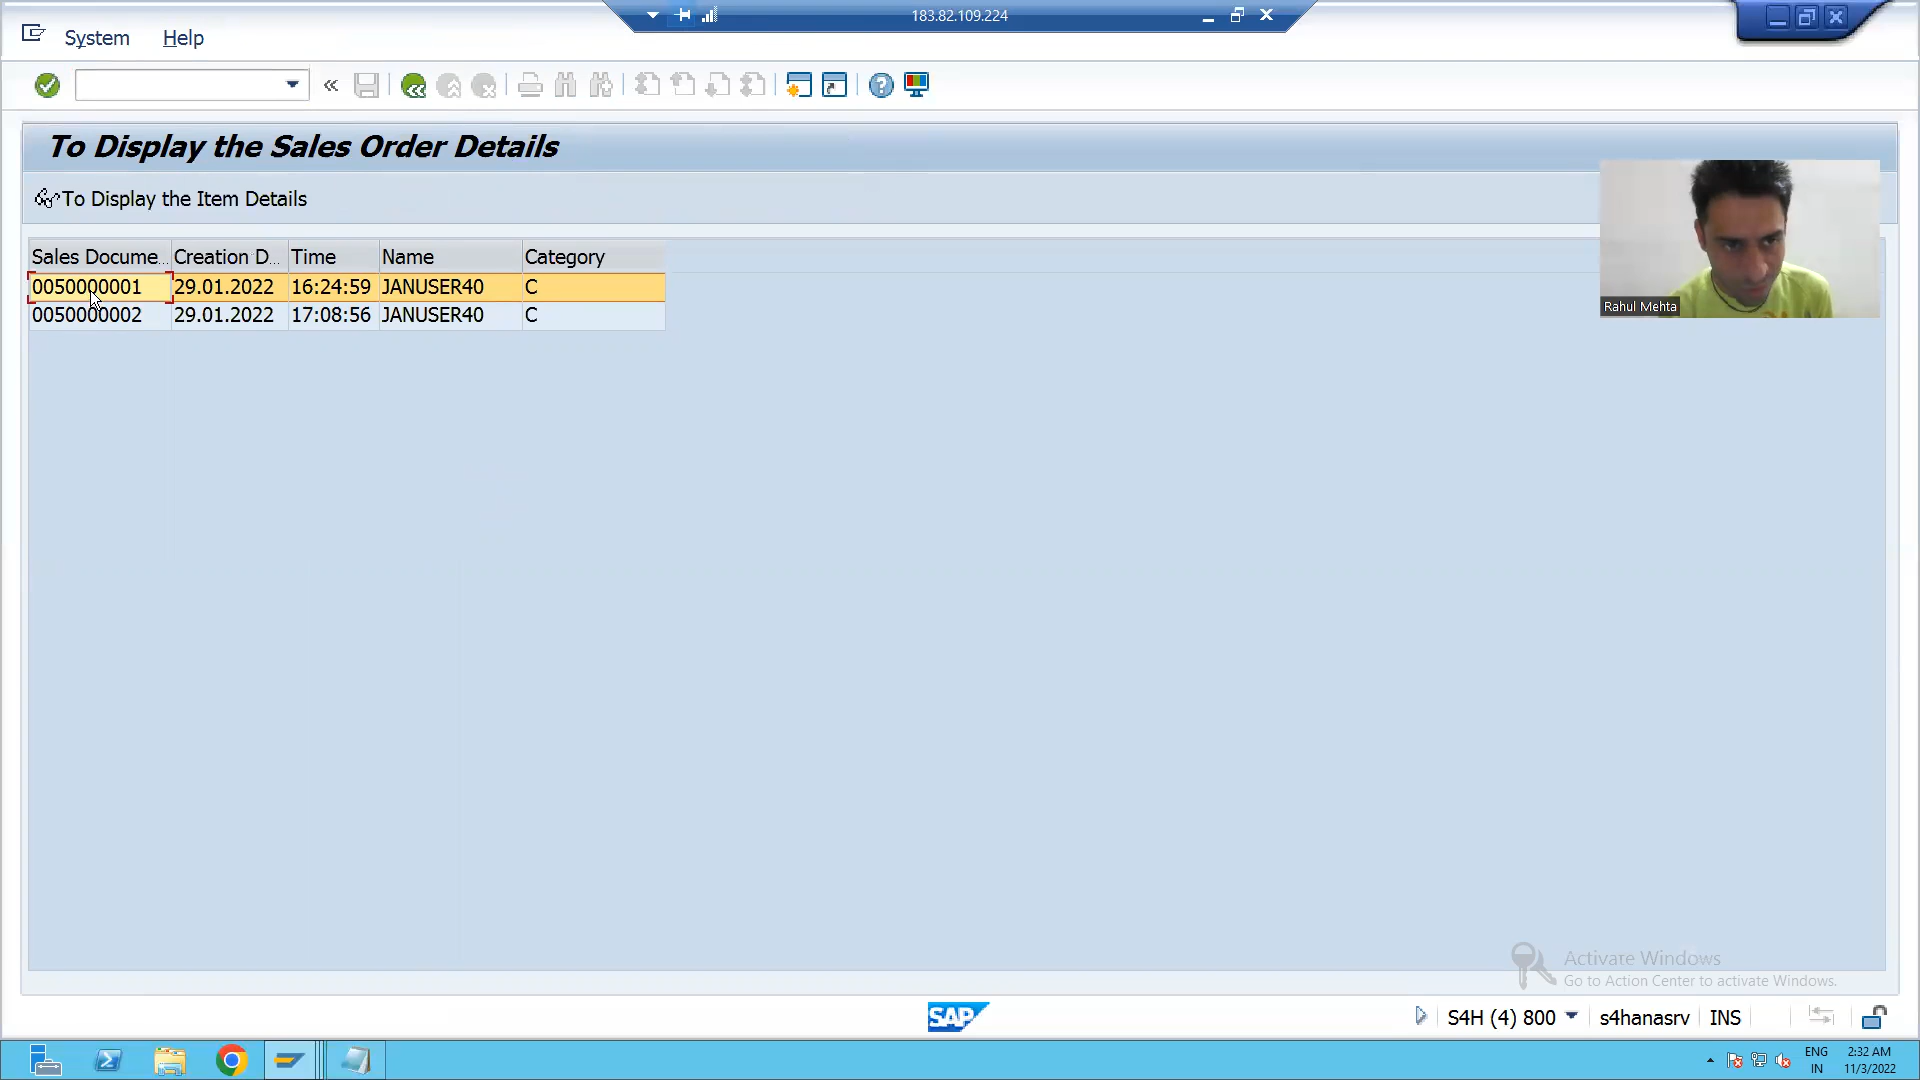 183.82.109.224
System Help
To Display the Sales Order Details
To Display the Item Details
Sales Docume... Creation D... Time Name Category
0050000001 29.01.2022 16:24:59 JANUSER40 C
0050000002 29.01.2022 17:08:56 JANUSER40 C
Rahul Mehta
Activate Windows
Go to Action Center to activate Windows.
SAP
S4H (4) 800 s4hanasrv INS
ENG 2:32 AM
IN 11/3/2022